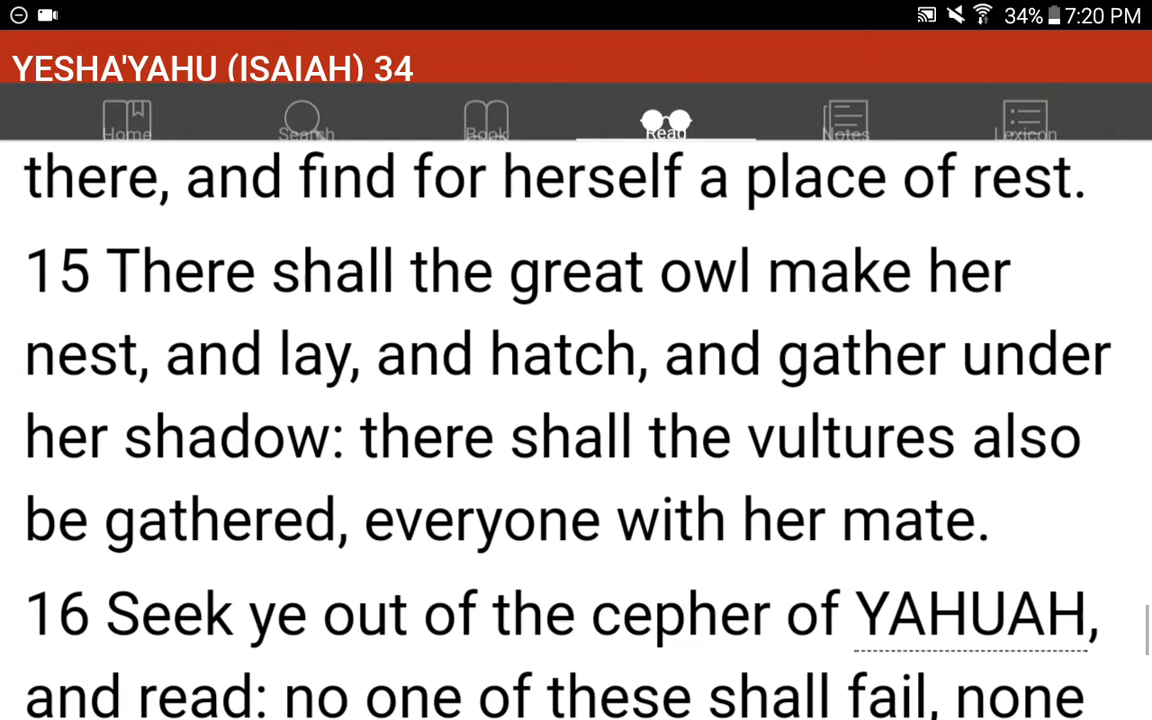 34% 7:20 PM
YESHA'YAHU (ISAIAH) 34
Home Search Book Read Notes Lexicon
there, and find for herself a place of rest.
15 There shall the great owl make her
nest, and lay, and hatch, and gather under
her shadow: there shall the vultures also
be gathered, everyone with her mate.
16 Seek ye out of the cepher of YAHUAH,
and read: no one of these shall fail, none